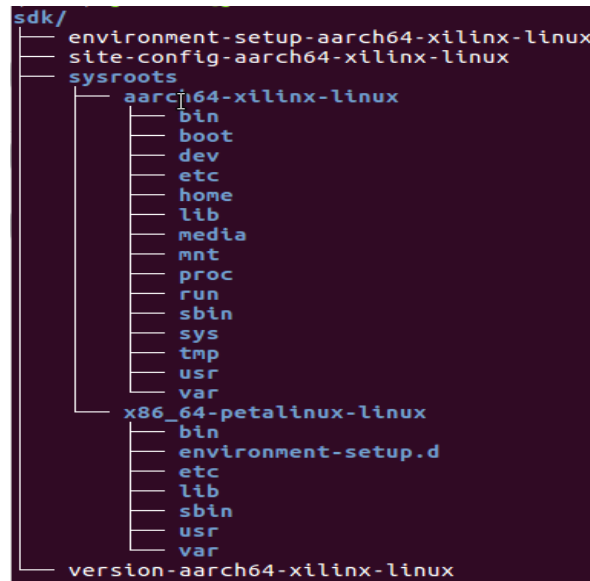 sdk/
environment-setup-aarch64-xilinx-linux
site-config-aarch64-xilinx-linux
sysroots
aarch64-xilinx-linux
bin
boot
dev
etc
home
lib
media
mnt
proc
run
sbin
sys
tmp
usr
var
x86_64-petalinux-linux
bin
environment-setup.d
etc
lib
sbin
usr
var
version-aarch64-xilinx-linux